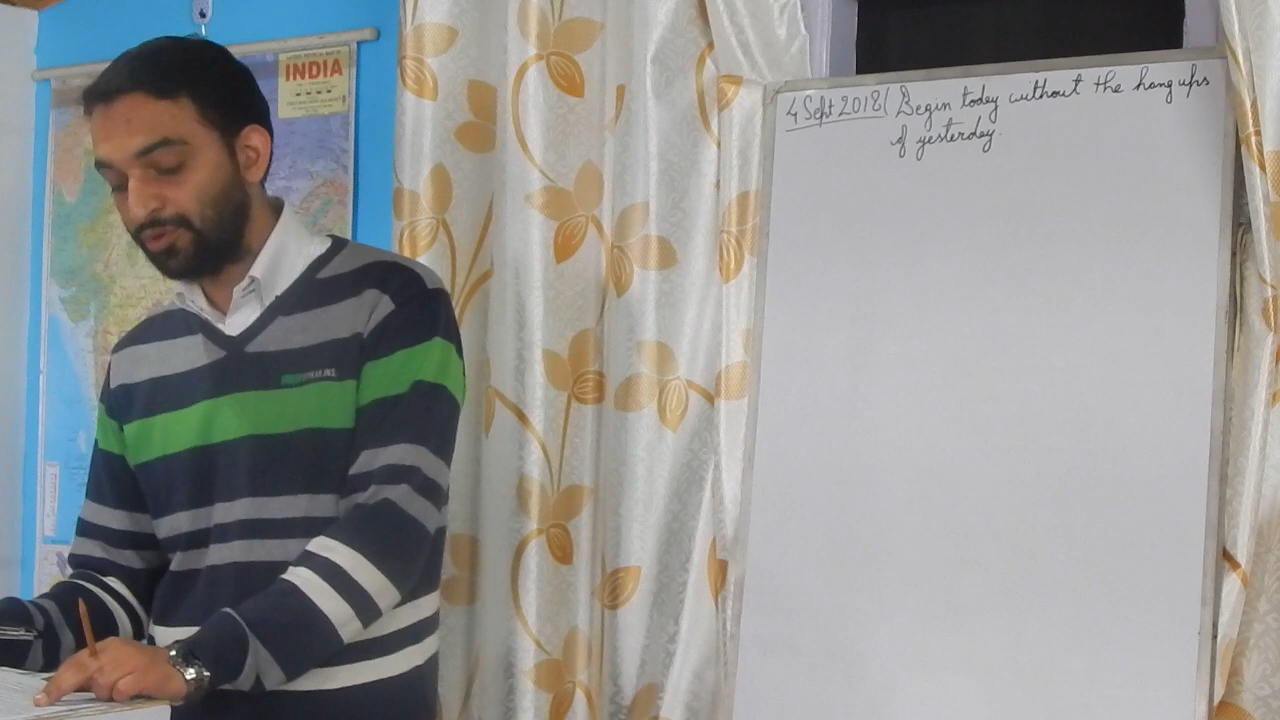 INDIA
4 Sept 2018( Begin today without the hang ups
of yesterday.